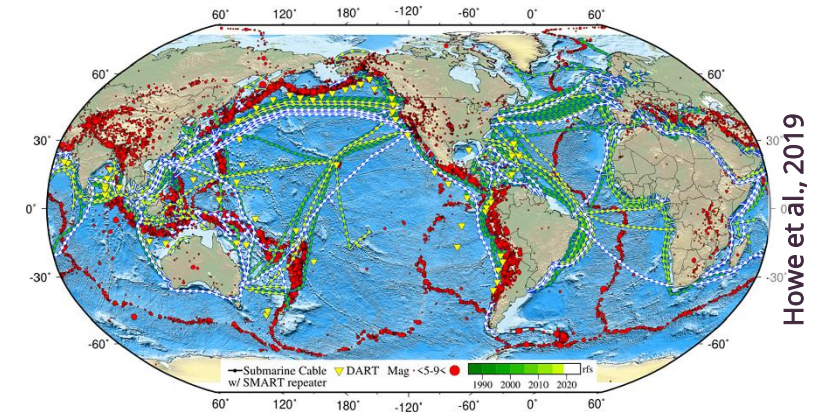 60° 120° 180° -120° -60° 0° 60°
60° 60°
30° 30°
0° 0°
-30° -30°
-60° -60°
Submarine Cable w/ SMART repeater
DART
Mag · <5-9<
rfs
1990 2000 2010 2020
60° 120° 180° -120° -60° 0° 60°
Howe et al., 2019